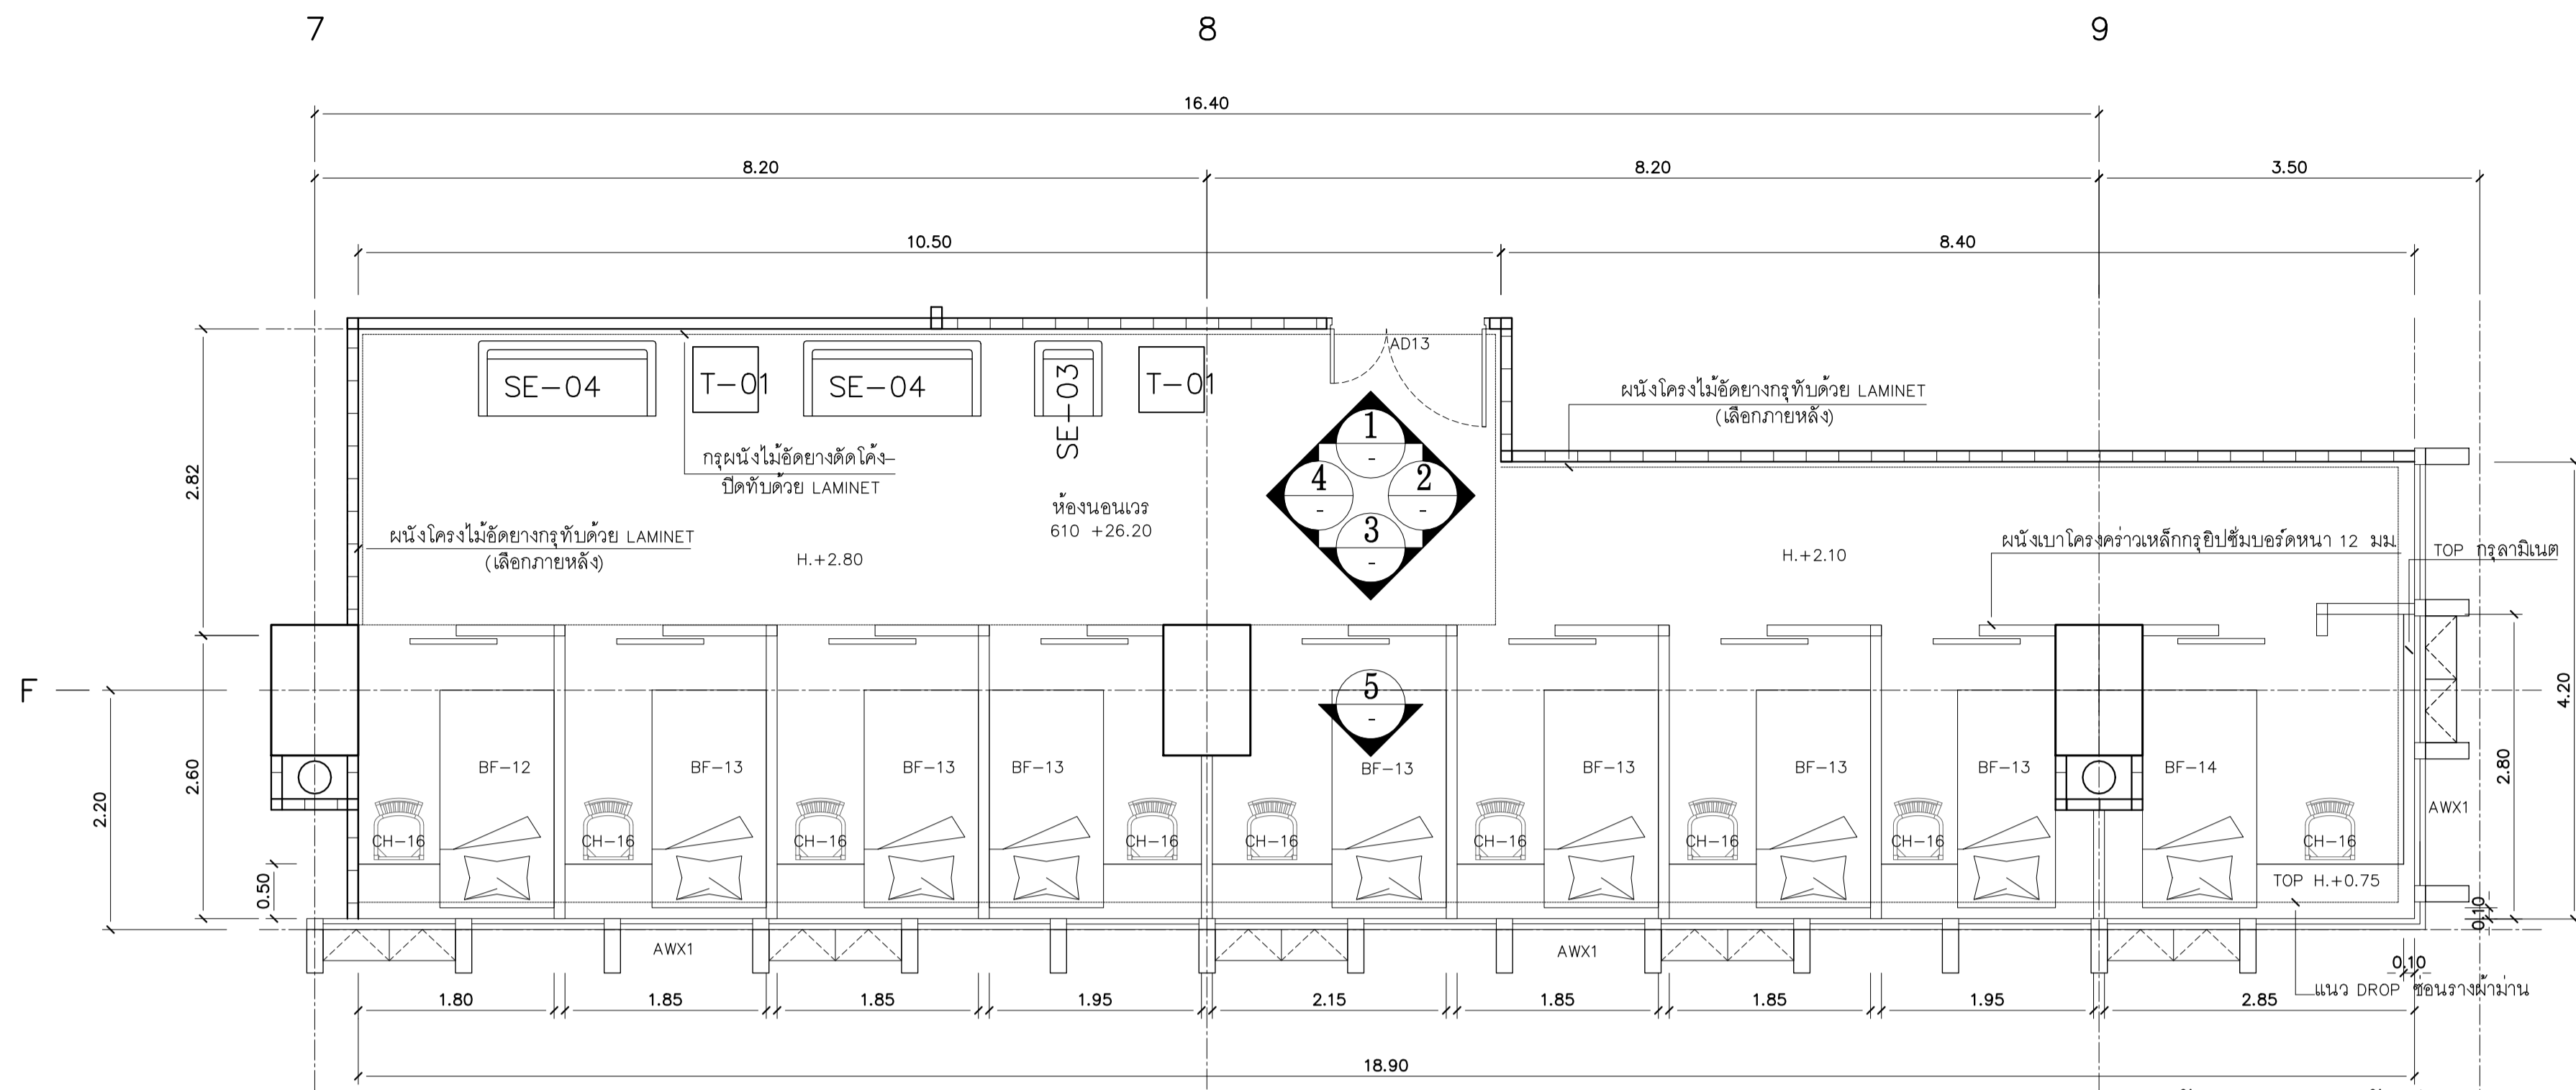 7 8 9
16.40
8.20 8.20 3.50
10.50 8.40
AD13
SE-04 T-01 SE-04 SE-03 T-01
ผนังโครงไม้อัดยางกรุทับด้วย LAMINET
(เลือกภายหลัง)
1
-
4
-
2
-
3
-
กรุผนังไม้อัดยางดัดโค้ง-
ปิดทับด้วย LAMINET
2.82
ห้องนอนเวร
610 +26.20
ผนังโครงไม้อัดยางกรุทับด้วย LAMINET
(เลือกภายหลัง)
H.+2.80
H.+2.10
ผนังเบาโครงคร่าวเหล็กกรุยิปซั่มบอร์ดหนา 12 มม.
TOP กรุลามิเนต
4.20
F
5
-
BF-12 BF-13 BF-13 BF-13 BF-13 BF-13 BF-13 BF-13 BF-14
2.60
2.20
2.80
AWX1
CH-16 CH-16 CH-16 CH-16 CH-16 CH-16 CH-16 CH-16 CH-16
0.50
TOP H.+0.75
0.10
AWX1 AWX1
0.10
แนว DROP ซ่อนรางผ้าม่าน
1.80 1.85 1.85 1.95 2.15 1.85 1.85 1.95 2.85
18.90